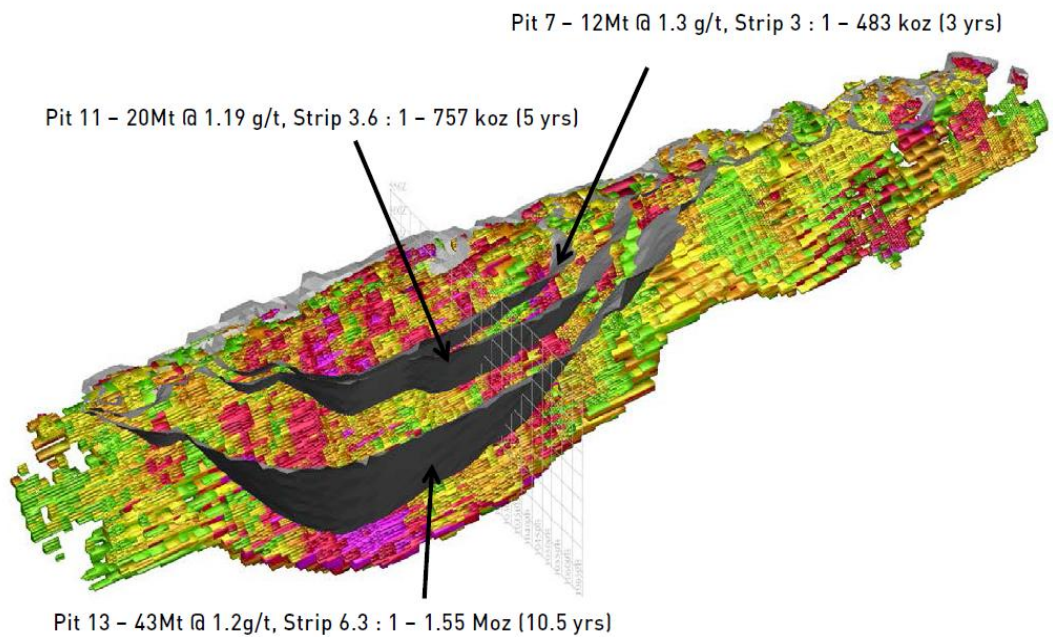 Pit 7 – 12Mt @ 1.3 g/t, Strip 3 : 1 – 483 koz (3 yrs)
Pit 11 – 20Mt @ 1.19 g/t, Strip 3.6 : 1 – 757 koz (5 yrs)
Pit 13 – 43Mt @ 1.2g/t, Strip 6.3 : 1 – 1.55 Moz (10.5 yrs)